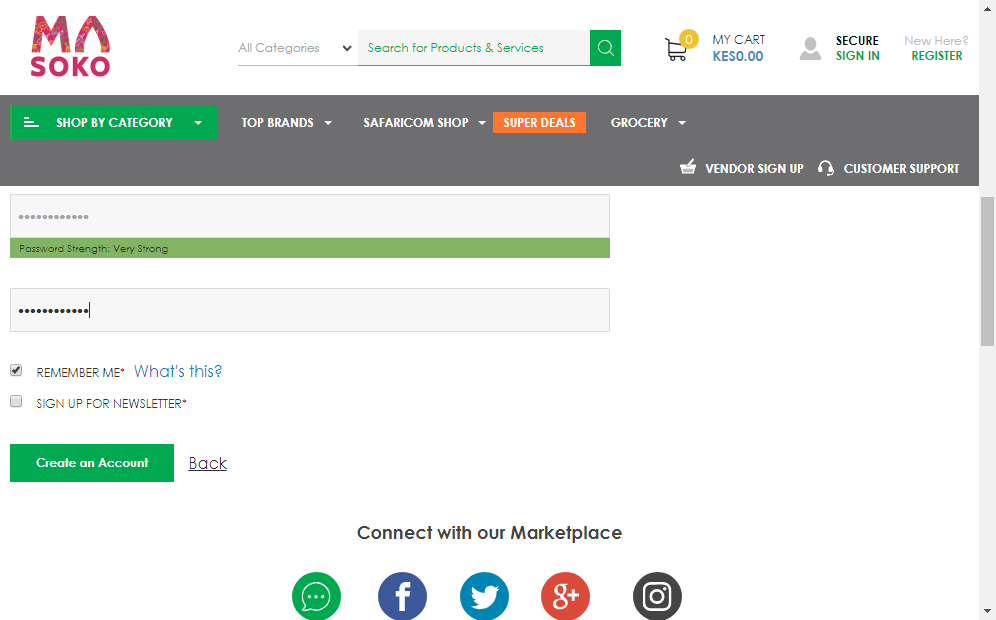 MA
SOKO
All Categories
Search for Products & Services
0
MY CART
KES0.00
SECURE
SIGN IN
New Here?
REGISTER
SHOP BY CATEGORY
TOP BRANDS
SAFARICOM SHOP
SUPER DEALS
GROCERY
VENDOR SIGN UP
CUSTOMER SUPPORT
••••••••••••
Password Strength: Very Strong
••••••••••••
REMEMBER ME* What's this?
SIGN UP FOR NEWSLETTER*
Create an Account
Back
Connect with our Marketplace
f
g+